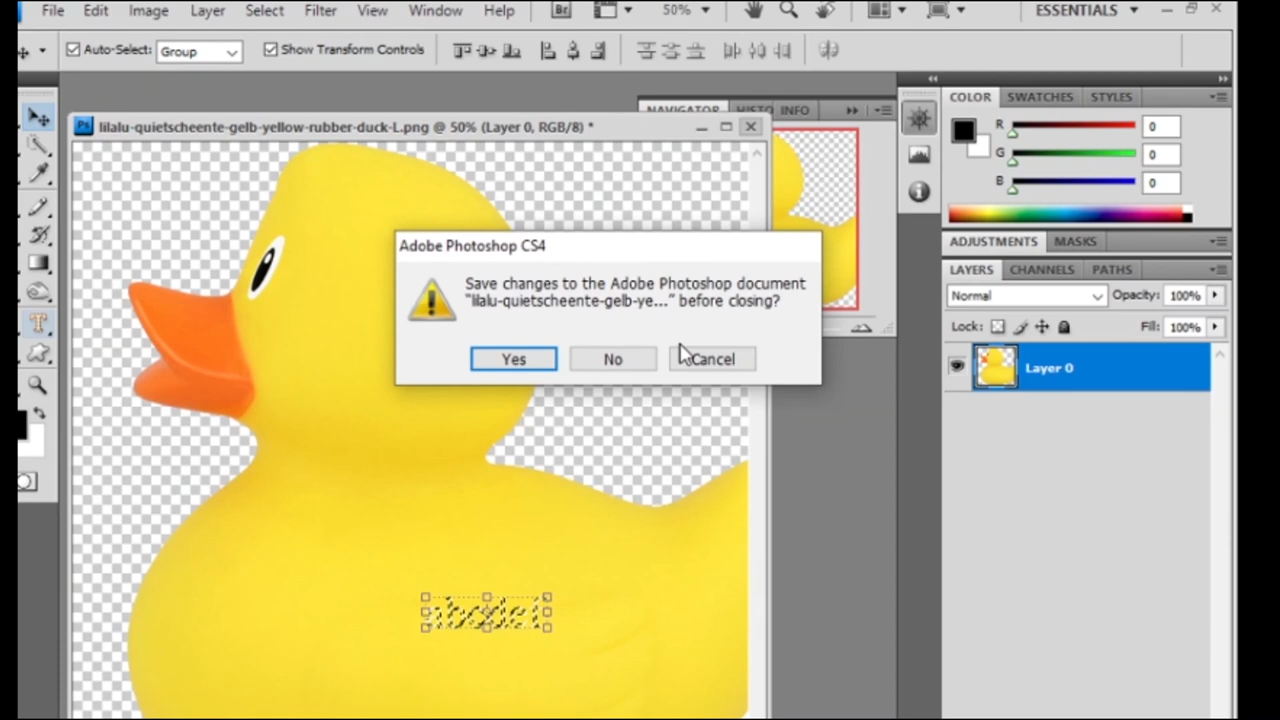 File Edit Image Layer Select Filter View Window Help Br 50% ESSENTIALS
Auto-Select: Group Show Transform Controls
NAVIGATOR HISTO INFO
COLOR SWATCHES STYLES
Ps lilalu-quietscheente-gelb-yellow-rubber-duck-L.png @ 50% (Layer 0, RGB/8) *
R 0
G 0
B 0
ADJUSTMENTS MASKS
Adobe Photoshop CS4
LAYERS CHANNELS PATHS
Save changes to the Adobe Photoshop document
"lilalu-quietscheente-gelb-ye..." before closing?
Normal Opacity: 100%
Lock: Fill: 100%
Yes No Cancel
Layer 0